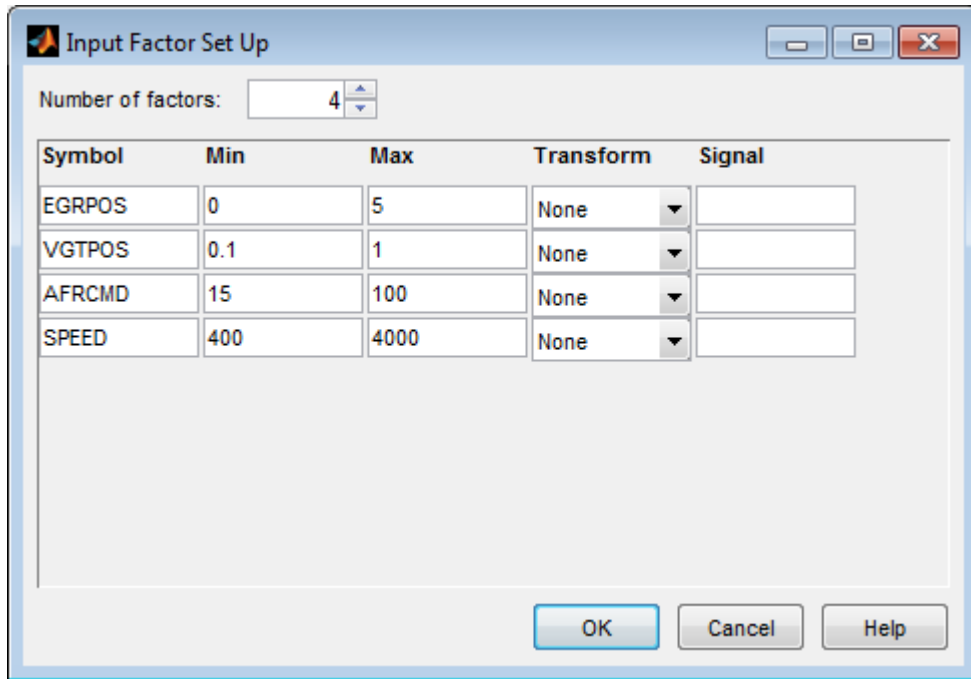 Input Factor Set Up
Number of factors: 4
Symbol Min Max Transform Signal
EGRPOS 0 5 None
VGTPOS 0.1 1 None
AFRCMD 15 100 None
SPEED 400 4000 None
OK Cancel Help